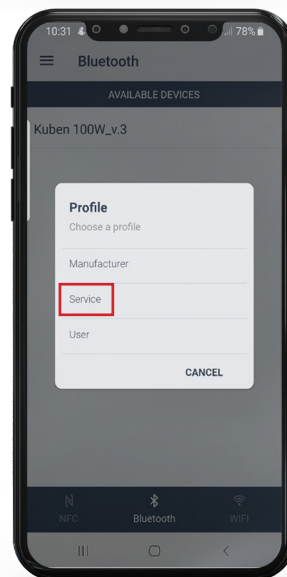 10:31
78%
Bluetooth
AVAILABLE DEVICES
Kuben 100W_v.3
Profile
Choose a profile
Manufacturer
Service
User
CANCEL
NFC
Bluetooth
WIFI